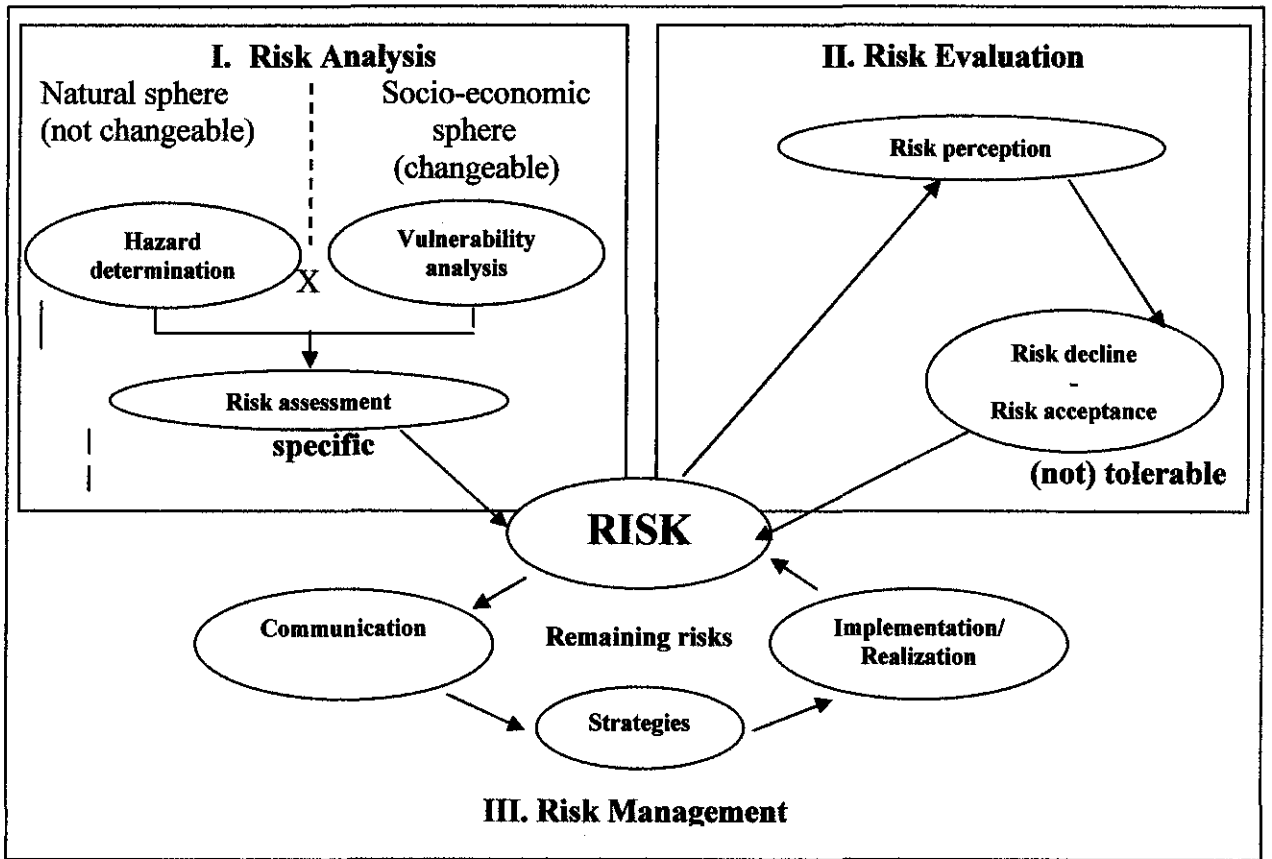 I. Risk Analysis
Natural sphere
(not changeable)
Socio-economic
sphere
(changeable)
Hazard
determination
X
Vulnerability
analysis
Risk assessment
specific
II. Risk Evaluation
Risk perception
Risk decline
-
Risk acceptance
(not) tolerable
RISK
Communication
Remaining risks
Implementation/
Realization
Strategies
III. Risk Management